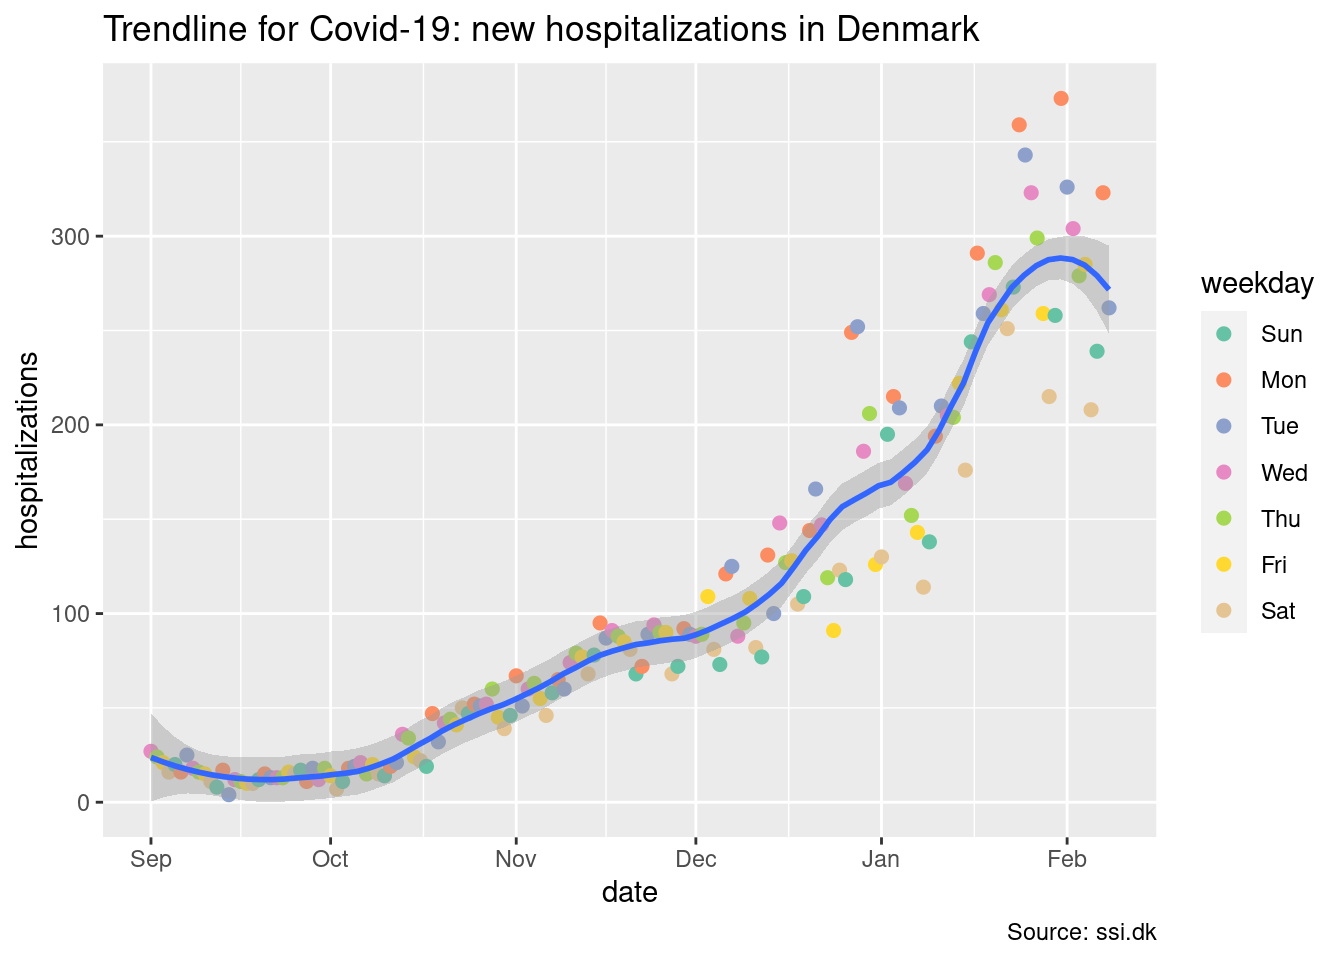 Trendline for Covid-19: new hospitalizations in Denmark
hospitalizations
300
200
100
0
Sep Oct Nov Dec Jan Feb
date
weekday
Sun
Mon
Tue
Wed
Thu
Fri
Sat
Source: ssi.dk